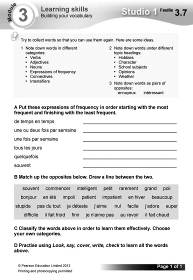 Module
3
Learning skills
Building your vocabulary
Studio 1
Feuille
3.7
Try to collect words so that you can use them again. Here are some ideas.
1 Note down words in different categories:
• Verbs
• Adjectives
• Nouns
• Expressions of frequency
• Connectives
• Intensifiers
2 Note down words under different topic headings:
• Hobbies
• Character
• School subjects
• Opinions
• Weather
3 Note down words as pairs of opposites:
ennuyeux intéressant
A Put these expressions of frequency in order starting with the most frequent and finishing with the least frequent.
de temps en temps
une ou deux fois par semaine
une fois par semaine
tous les jours
quelquefois
souvent
B Match up the opposites below. Draw a line between the two.
souvent commencer intelligent petit rarement grand poi
bonjour en été impoli patient impatient en hiver beaucoup
stupide pas du tout je déteste j'aime nul facile j'adore super
difficile il fait froid finir je n'aime pas au revoir il fait chaud
C Classify the words above in order to learn them effectively. Choose your own categories.
D Practise using Look, say, cover, write, check to learn all the words above.
© Pearson Education Limited 2013
Printing and photocopying permitted
Page 1 of 1